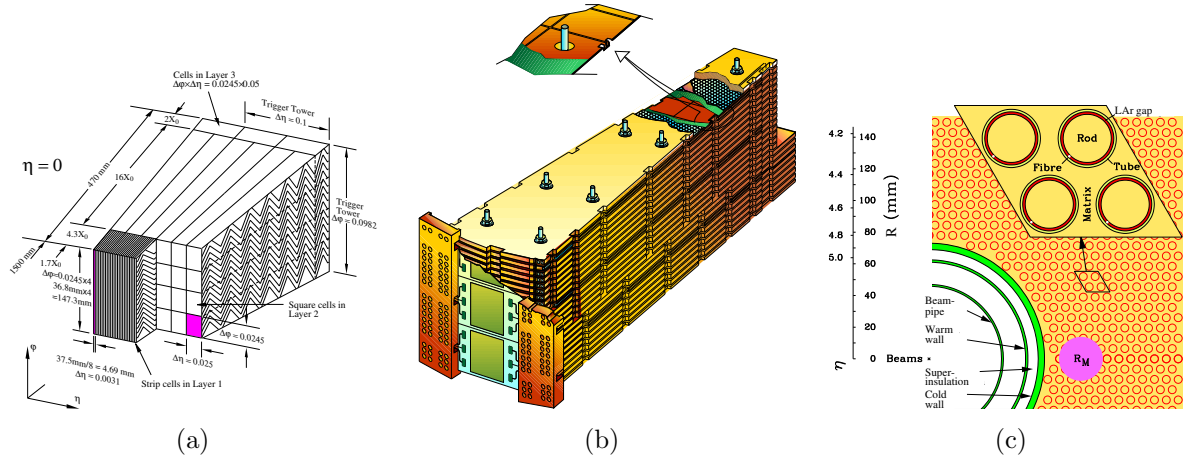 Cells in Layer 3
Δφ×Δη = 0.0245×0.05
Trigger Tower
Δη = 0.1
2X₀
η = 0
470 mm
16X₀
Trigger
Tower
Δφ = 0.0982
4.3X₀
1500 mm
1.7X₀
Δφ=0.0245x4
36.8mmx4
=147.3mm
Square cells in
Layer 2
Δφ = 0.0245
Δη = 0.025
37.5mm/8 = 4.69 mm
Δη = 0.0031
Strip cells in Layer 1
φ
η
(a)
(b)
4.2
4.4
4.6
4.8
5.0
η
140
120
100
80
60
40
20
0
R (mm)
LAr gap
Rod
Fibre
Tube
Matrix
Beam-
pipe
Warm
wall
Beams
R_M
Super-
insulation
Cold
wall
(c)